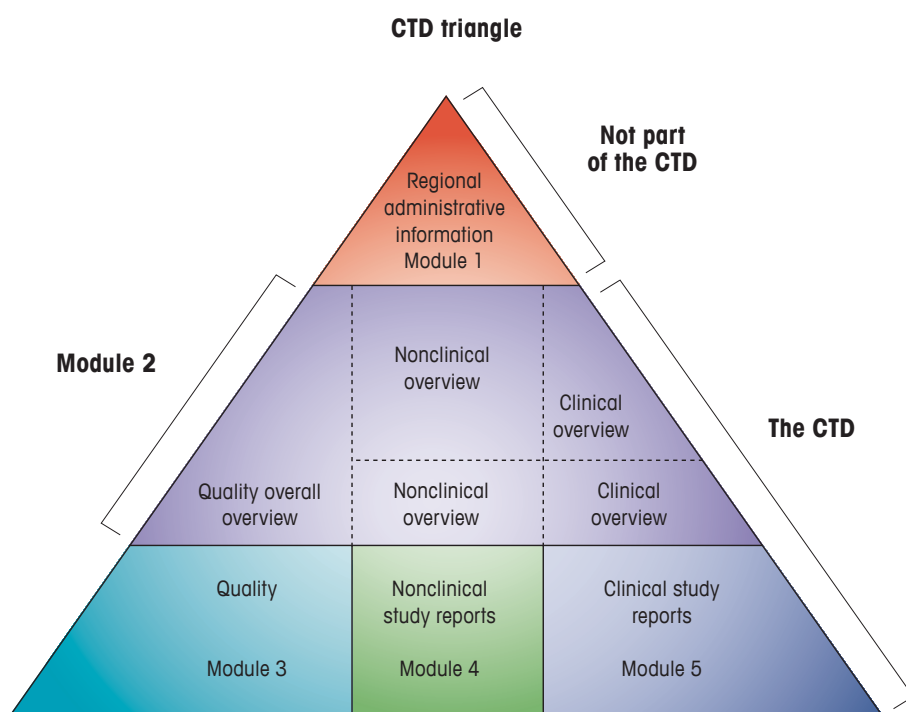 CTD triangle
Not part
of the CTD
Regional
administrative
information
Module 1
Module 2
Nonclinical
overview
Clinical
overview
The CTD
Quality overall
overview
Nonclinical
overview
Clinical
overview
Quality
Nonclinical
study reports
Clinical study
reports
Module 3
Module 4
Module 5